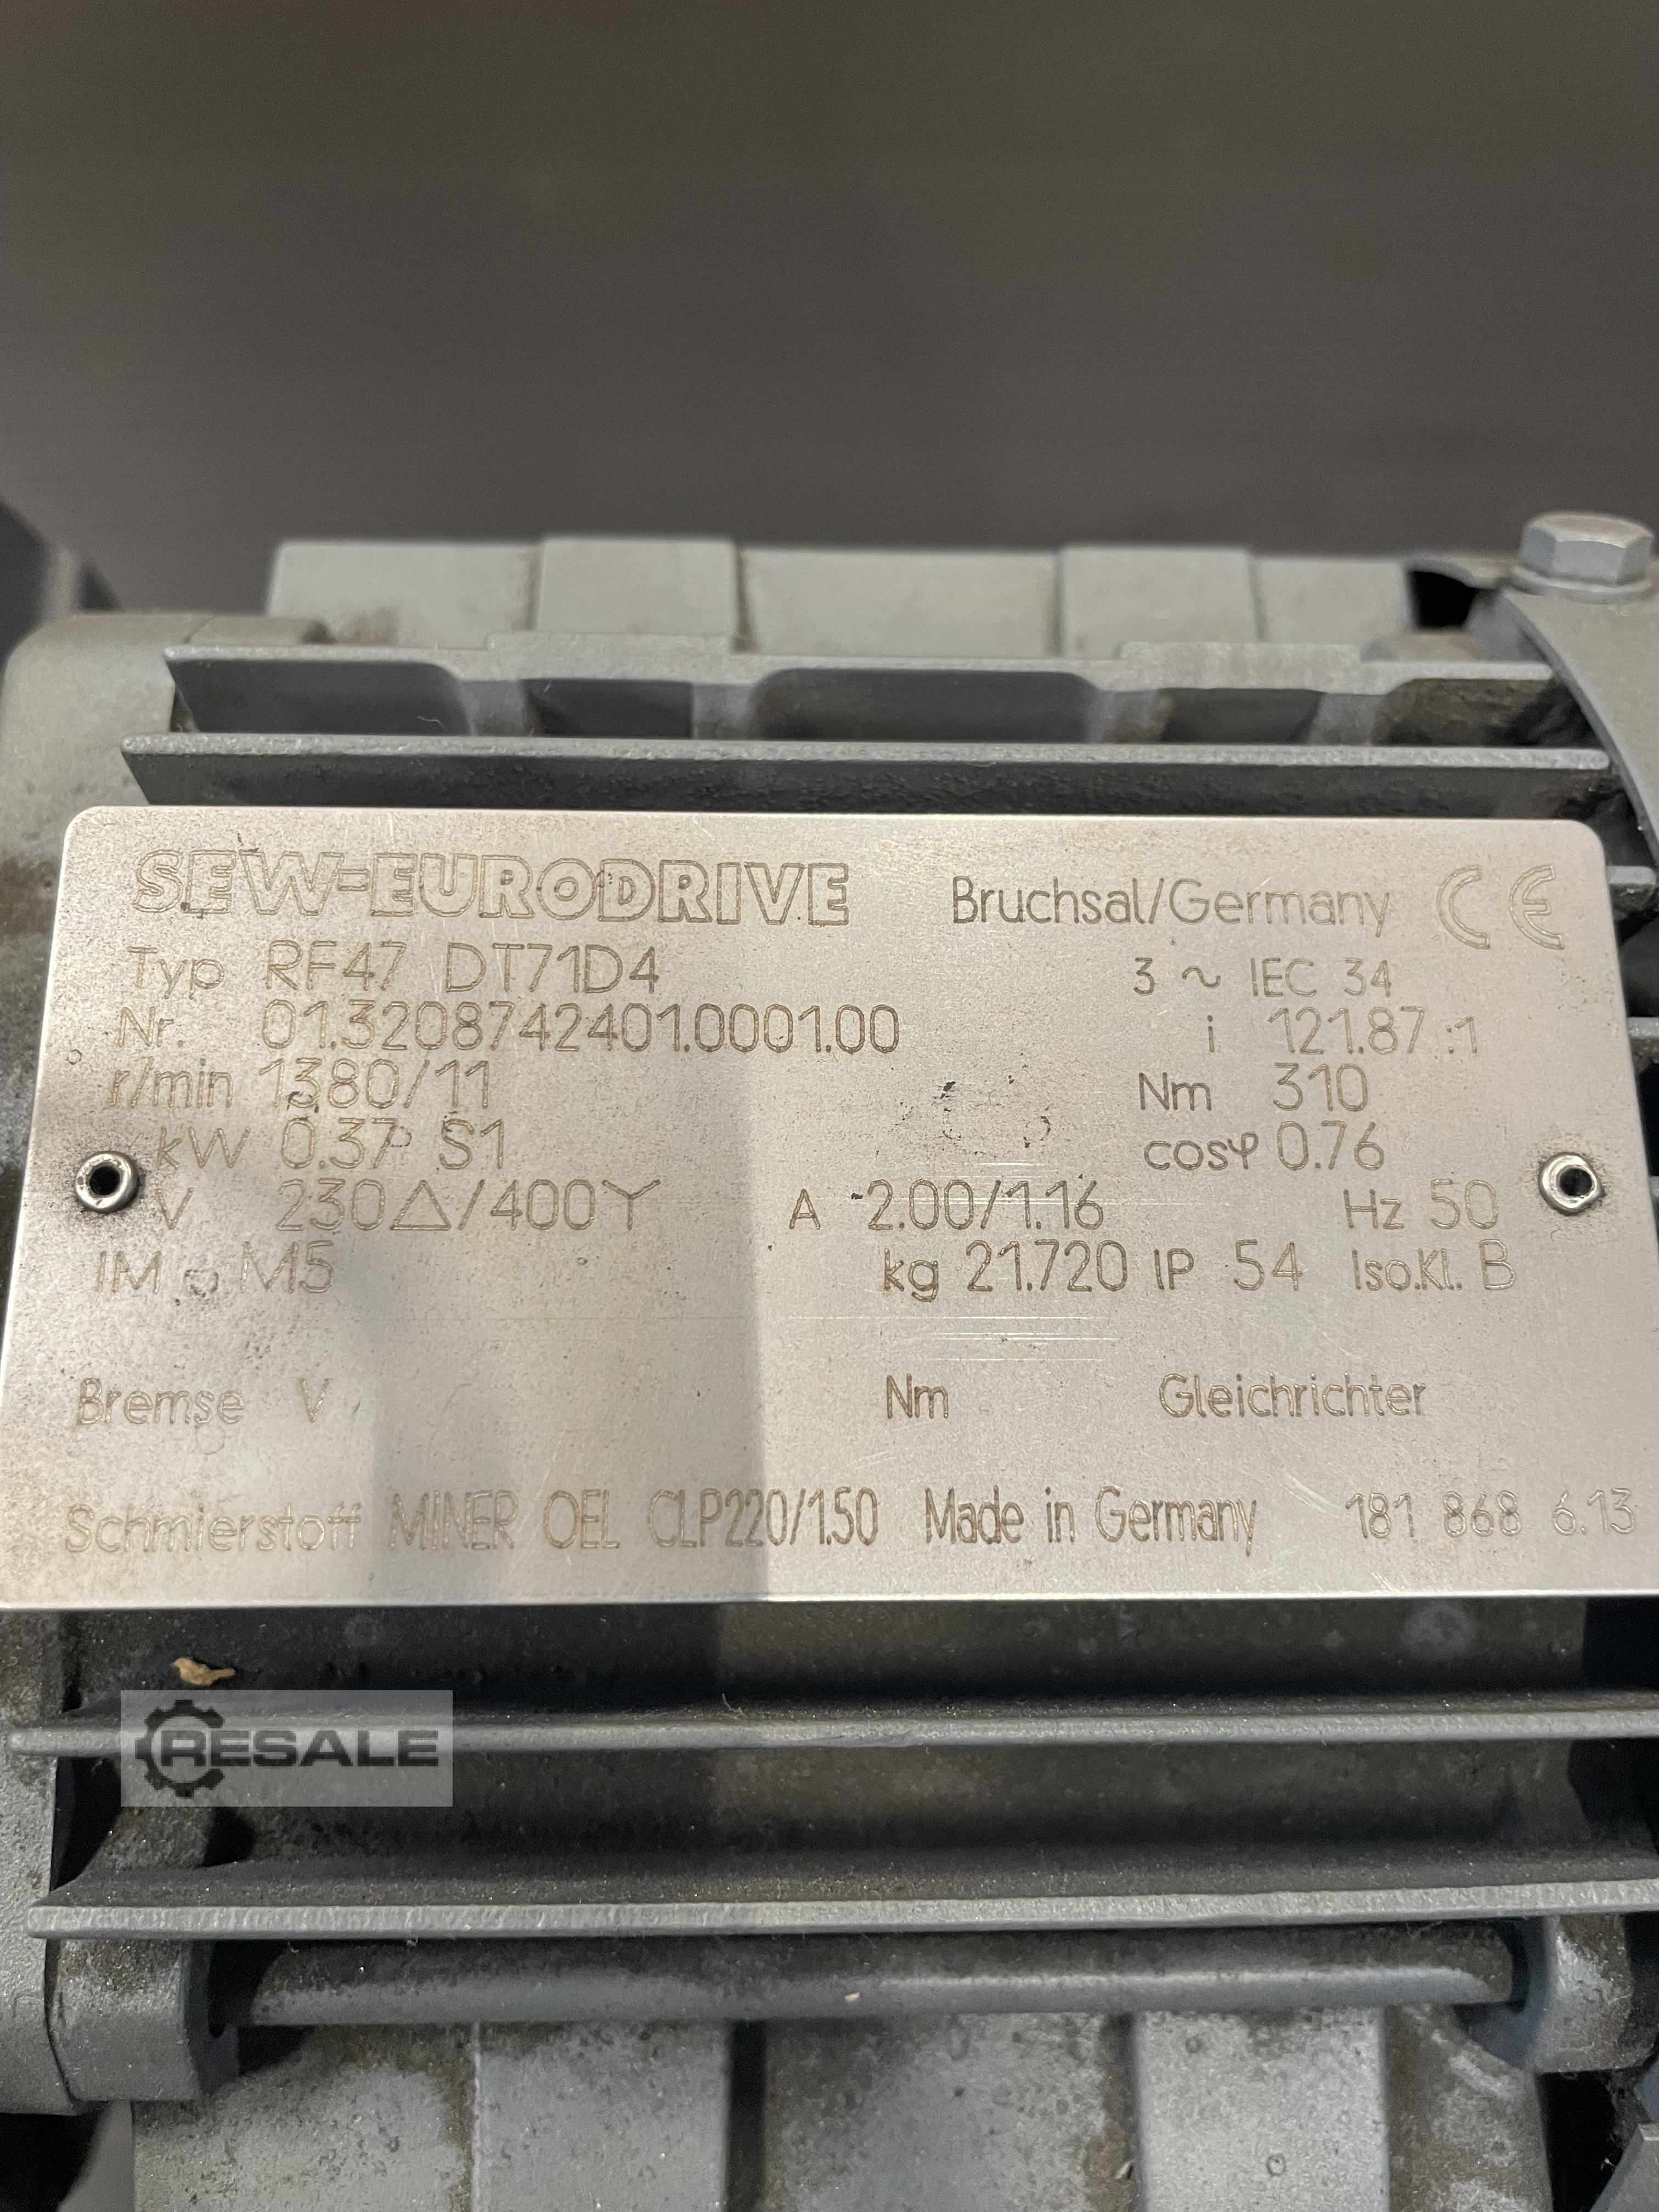 SEW-EURODRIVE Bruchsal/Germany CE
Typ RF47 DT71D4 3 ~ IEC 34
Nr. 01.3208742401.0001.00 i 121.87 :1
r/min 1380/11 Nm 310
kW 0.37 S1 cosφ 0.76
V 230△/400Y A 2.00/1.16 Hz 50
IM M5 kg 21.720 IP 54 Iso.Kl. B
Bremse V Nm Gleichrichter
Schmierstoff MINER OEL CLP220/1.50 Made in Germany 181 868 6.13
RESALE